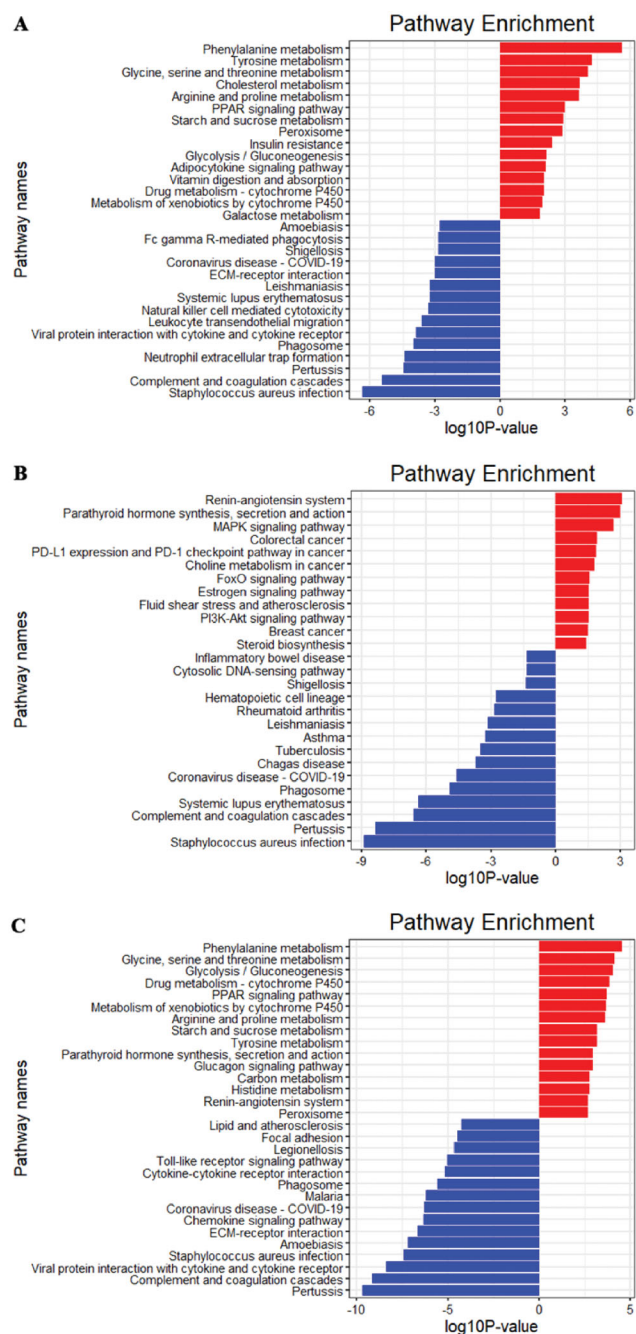 A
Pathway Enrichment
Pathway names
Phenylalanine metabolism
Tyrosine metabolism
Glycine, serine and threonine metabolism
Cholesterol metabolism
Arginine and proline metabolism
PPAR signaling pathway
Starch and sucrose metabolism
Peroxisome
Insulin resistance
Glycolysis / Gluconeogenesis
Adipocytokine signaling pathway
Vitamin digestion and absorption
Drug metabolism - cytochrome P450
Metabolism of xenobiotics by cytochrome P450
Galactose metabolism
Amoebiasis
Fc gamma R-mediated phagocytosis
Shigellosis
Coronavirus disease - COVID-19
ECM-receptor interaction
Leishmaniasis
Systemic lupus erythematosus
Natural killer cell mediated cytotoxicity
Leukocyte transendothelial migration
Viral protein interaction with cytokine and cytokine receptor
Phagosome
Neutrophil extracellular trap formation
Pertussis
Complement and coagulation cascades
Staphylococcus aureus infection
-6 -3 0 3 6
log10P-value
B
Pathway Enrichment
Pathway names
Renin-angiotensin system
Parathyroid hormone synthesis, secretion and action
MAPK signaling pathway
Colorectal cancer
PD-L1 expression and PD-1 checkpoint pathway in cancer
Choline metabolism in cancer
FoxO signaling pathway
Estrogen signaling pathway
Fluid shear stress and atherosclerosis
PI3K-Akt signaling pathway
Breast cancer
Steroid biosynthesis
Inflammatory bowel disease
Cytosolic DNA-sensing pathway
Shigellosis
Hematopoietic cell lineage
Rheumatoid arthritis
Leishmaniasis
Asthma
Tuberculosis
Chagas disease
Coronavirus disease - COVID-19
Phagosome
Systemic lupus erythematosus
Complement and coagulation cascades
Pertussis
Staphylococcus aureus infection
-9 -6 -3 0 3
log10P-value
C
Pathway Enrichment
Pathway names
Phenylalanine metabolism
Glycine, serine and threonine metabolism
Glycolysis / Gluconeogenesis
Drug metabolism - cytochrome P450
PPAR signaling pathway
Metabolism of xenobiotics by cytochrome P450
Arginine and proline metabolism
Starch and sucrose metabolism
Tyrosine metabolism
Parathyroid hormone synthesis, secretion and action
Glucagon signaling pathway
Carbon metabolism
Histidine metabolism
Renin-angiotensin system
Peroxisome
Lipid and atherosclerosis
Focal adhesion
Legionellosis
Toll-like receptor signaling pathway
Cytokine-cytokine receptor interaction
Phagosome
Malaria
Coronavirus disease - COVID-19
Chemokine signaling pathway
ECM-receptor interaction
Amoebiasis
Staphylococcus aureus infection
Viral protein interaction with cytokine and cytokine receptor
Complement and coagulation cascades
Pertussis
-10 -5 0 5
log10P-value